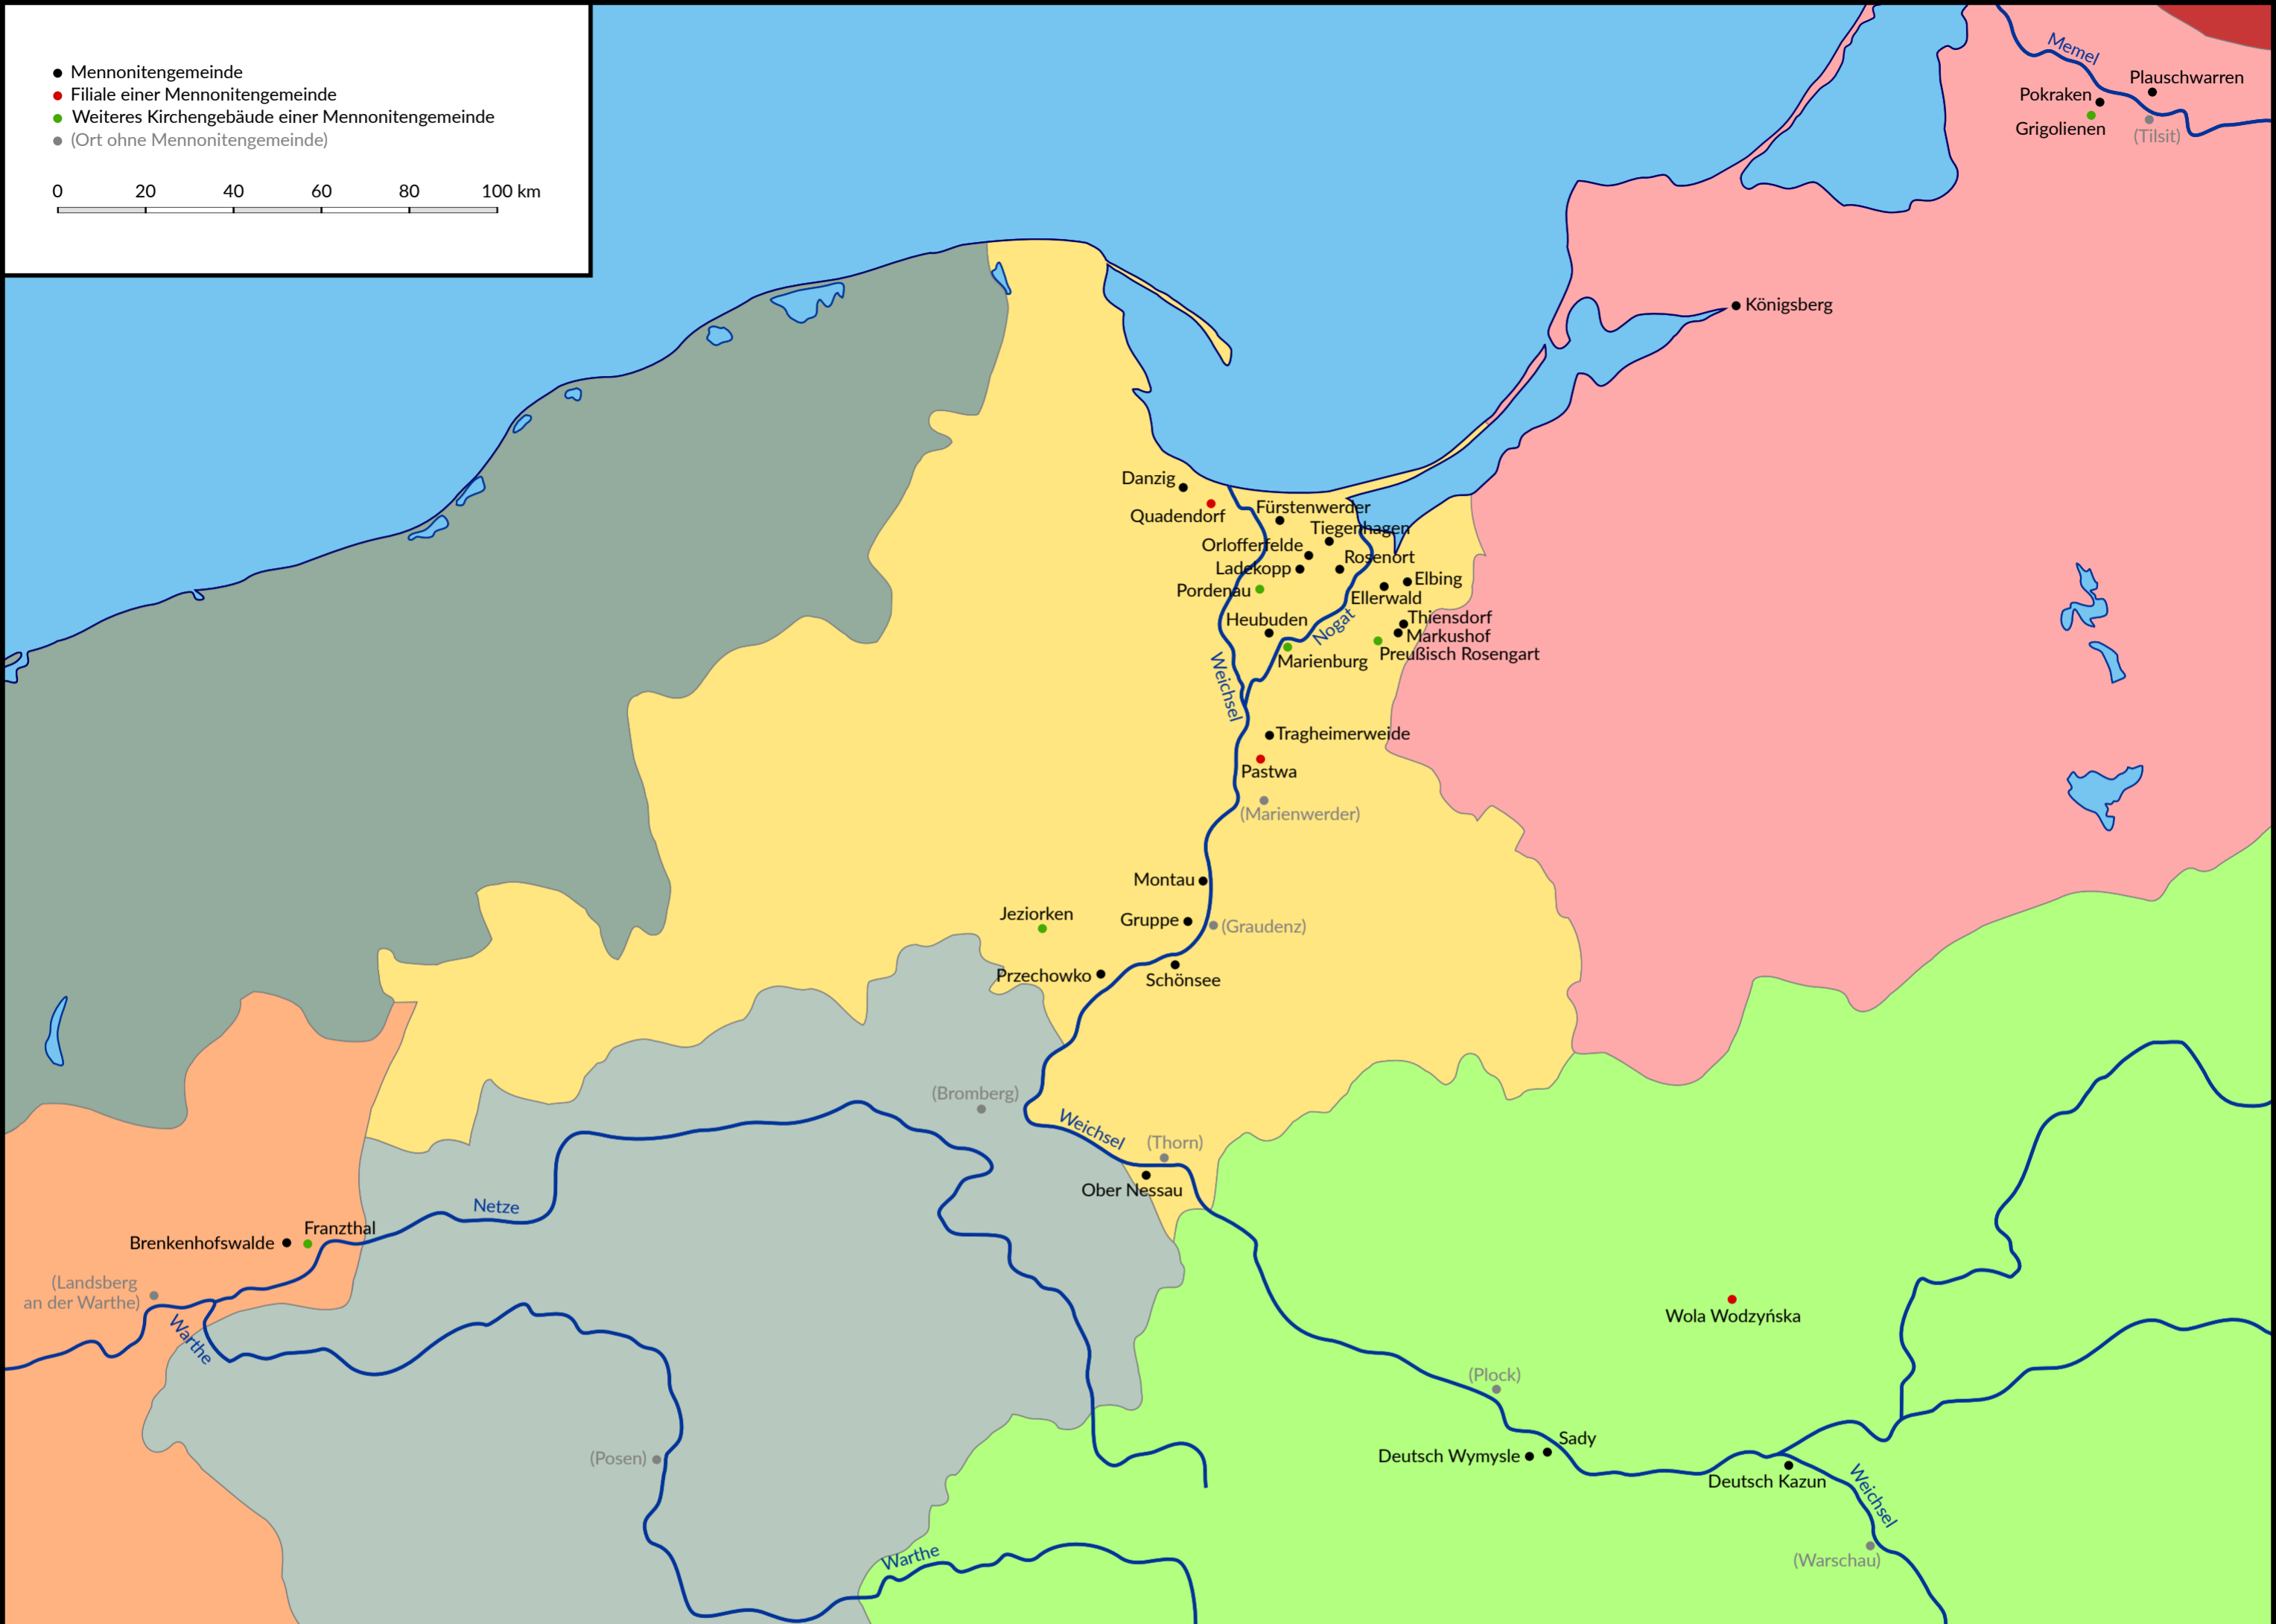 Mennonitengemeinde
Filiale einer Mennonitengemeinde
Weiteres Kirchengebäude einer Mennonitengemeinde
(Ort ohne Mennonitengemeinde)
0 20 40 60 80 100 km
Memel
Plauschwarren
Pokraken
Grigolienen
(Tilsit)
Königsberg
Danzig
Quadendorf
Fürstenwerder
Tiegenhagen
Orlofferfelde
Rosenort
Ladekopp
Elbing
Pordenau
Ellerwald
Heubuden
Thiensdorf
Nogat
Markushof
Preußisch Rosengart
Marienburg
Weichsel
Tragheimerweide
Pastwa
(Marienwerder)
Montau
Jeziorken
Gruppe
(Graudenz)
Przechowko
Schönsee
(Bromberg)
Weichsel
(Thorn)
Ober Nessau
Netze
Franzthal
Brenkenhofswalde
(Landsberg
an der Warthe)
Warthe
Wola Wodzyńska
(Plock)
Sady
Deutsch Wymysle
(Posen)
Deutsch Kazun
Weichsel
Warthe
(Warschau)